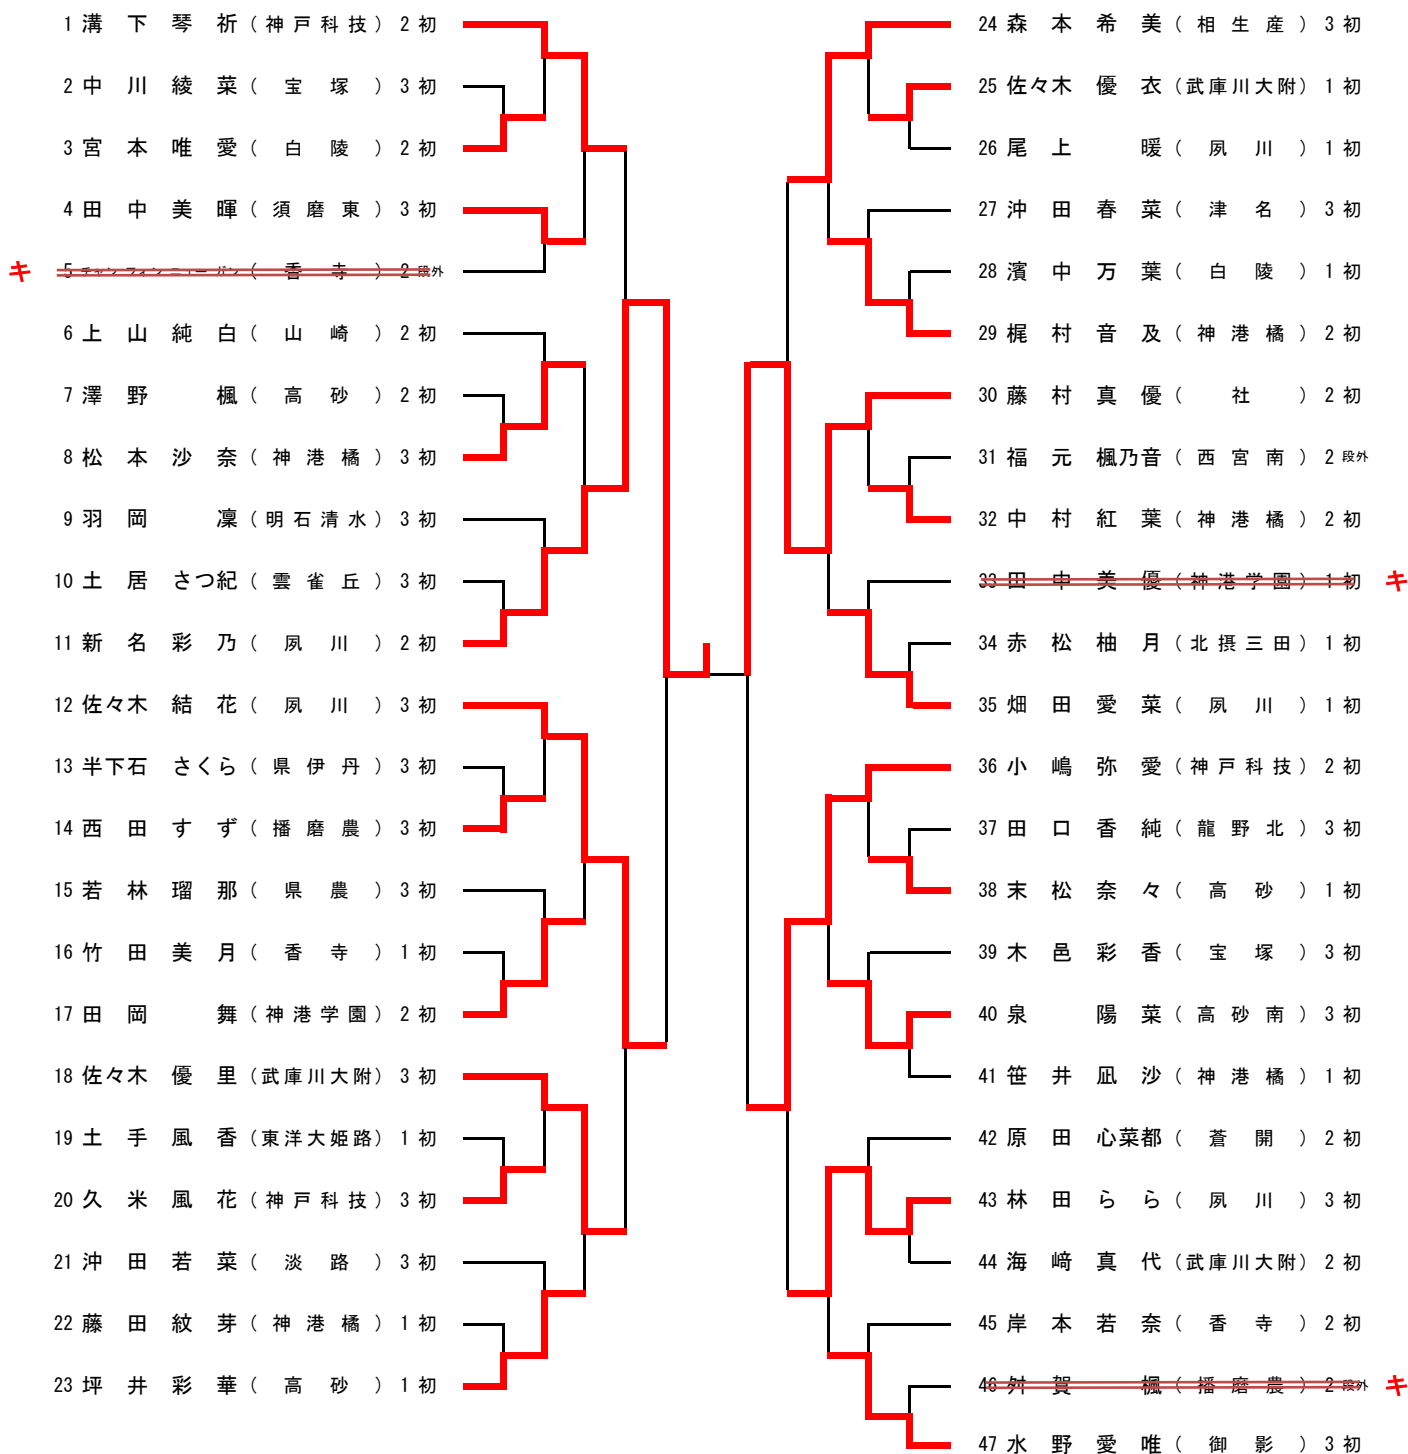 1 溝下琴祈 (神戸科技) 2 初
2 中川綾菜 (宝塚) 3 初
3 宮本唯愛 (白陵) 2 初
4 田中美暉 (須磨東) 3 初
キ 5 チャン フィン ニュー ガン (香寺) 2 段外
6 上山純白 (山崎) 2 初
7 澤野楓 (高砂) 2 初
8 松本沙奈 (神港橘) 3 初
9 羽岡凜 (明石清水) 3 初
10 土居さつ紀 (雲雀丘) 3 初
11 新名彩乃 (夙川) 2 初
12 佐々木結花 (夙川) 3 初
13 半下石さくら (県伊丹) 3 初
14 西田すず (播磨農) 3 初
15 若林瑠那 (県農) 3 初
16 竹田美月 (香寺) 1 初
17 田岡舞 (神港学園) 2 初
18 佐々木優里 (武庫川大附) 3 初
19 土手風香 (東洋大姫路) 1 初
20 久米風花 (神戸科技) 3 初
21 沖田若菜 (淡路) 3 初
22 藤田紋芽 (神港橘) 1 初
23 坪井彩華 (高砂) 1 初
24 森本希美 (相生産) 3 初
25 佐々木優衣 (武庫川大附) 1 初
26 尾上暖 (夙川) 1 初
27 沖田春菜 (津名) 3 初
28 濱中万葉 (白陵) 1 初
29 梶村音及 (神港橘) 2 初
30 藤村真優 (社) 2 初
31 福元楓乃音 (西宮南) 2 段外
32 中村紅葉 (神港橘) 2 初
33 田中美優 (神港学園) 1 初 キ
34 赤松柚月 (北摂三田) 1 初
35 畑田愛菜 (夙川) 1 初
36 小嶋弥愛 (神戸科技) 2 初
37 田口香純 (龍野北) 3 初
38 末松奈々 (高砂) 1 初
39 木邑彩香 (宝塚) 3 初
40 泉陽菜 (高砂南) 3 初
41 笹井凪沙 (神港橘) 1 初
42 原田心菜都 (蒼開) 2 初
43 林田らら (夙川) 3 初
44 海﨑真代 (武庫川大附) 2 初
45 岸本若奈 (香寺) 2 初
46 舛賀楓 (播磨農) 2 段外 キ
47 水野愛唯 (御影) 3 初